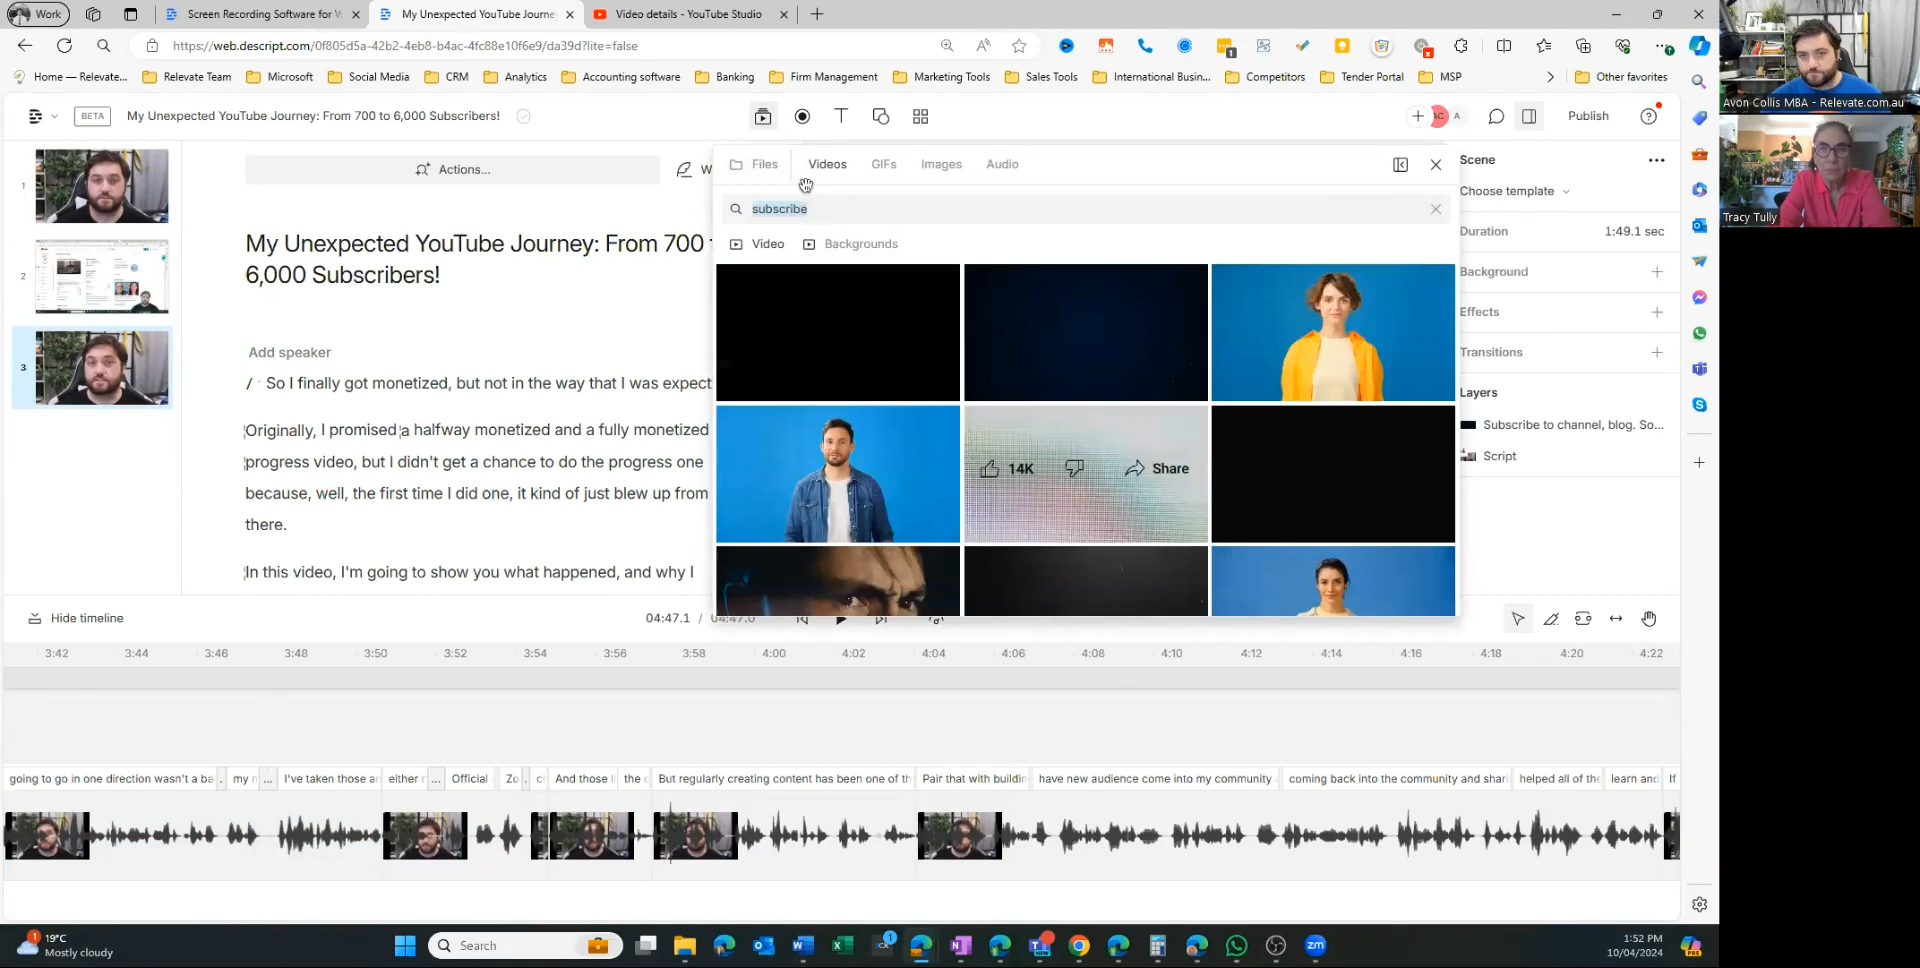 Work
Screen Recording Software for W
My Unexpected YouTube Journe
Video details - YouTube Studio
https://web.descript.com/0f805d5a-42b2-4eb8-b4ac-4fc88e10f6e9/da39d?lite=false
Home — Relevate...
Relevate Team
Microsoft
Social Media
CRM
Analytics
Accounting software
Banking
Firm Management
Marketing Tools
Sales Tools
International Busin...
Competitors
Tender Portal
MSP
Other favorites
BETA
My Unexpected YouTube Journey: From 700 to 6,000 Subscribers!
Publish
Actions...
W
Files
Videos
GIFs
Images
Audio
subscribe
Video
Backgrounds
14K
Share
Scene
Choose template
Duration
1:49.1 sec
Background
Effects
Transitions
Layers
Subscribe to channel, blog. So...
Script
1
2
3
My Unexpected YouTube Journey: From 700
6,000 Subscribers!
Add speaker
/ So I finally got monetized, but not in the way that I was expect
Originally, I promised a halfway monetized and a fully monetized
progress video, but I didn't get a chance to do the progress one
because, well, the first time I did one, it kind of just blew up from
there.
In this video, I'm going to show you what happened, and why I
Hide timeline
04:47.1 / 04:47.0
3:42
3:44
3:46
3:48
3:50
3:52
3:54
3:56
3:58
4:00
4:02
4:04
4:06
4:08
4:10
4:12
4:14
4:16
4:18
4:20
4:22
going to go in one direction wasn't a ba
. my
...
I've taken those a
either
...
Official
Zo
.
And those
the
But regularly creating content has been one of th
Pair that with buildin
have new audience come into my community
coming back into the community and shar
helped all of the
learn and
If
Avon Collis MBA - Relevate.com.au
Tracy Tully
19°C
Mostly cloudy
Search
1:52 PM
10/04/2024